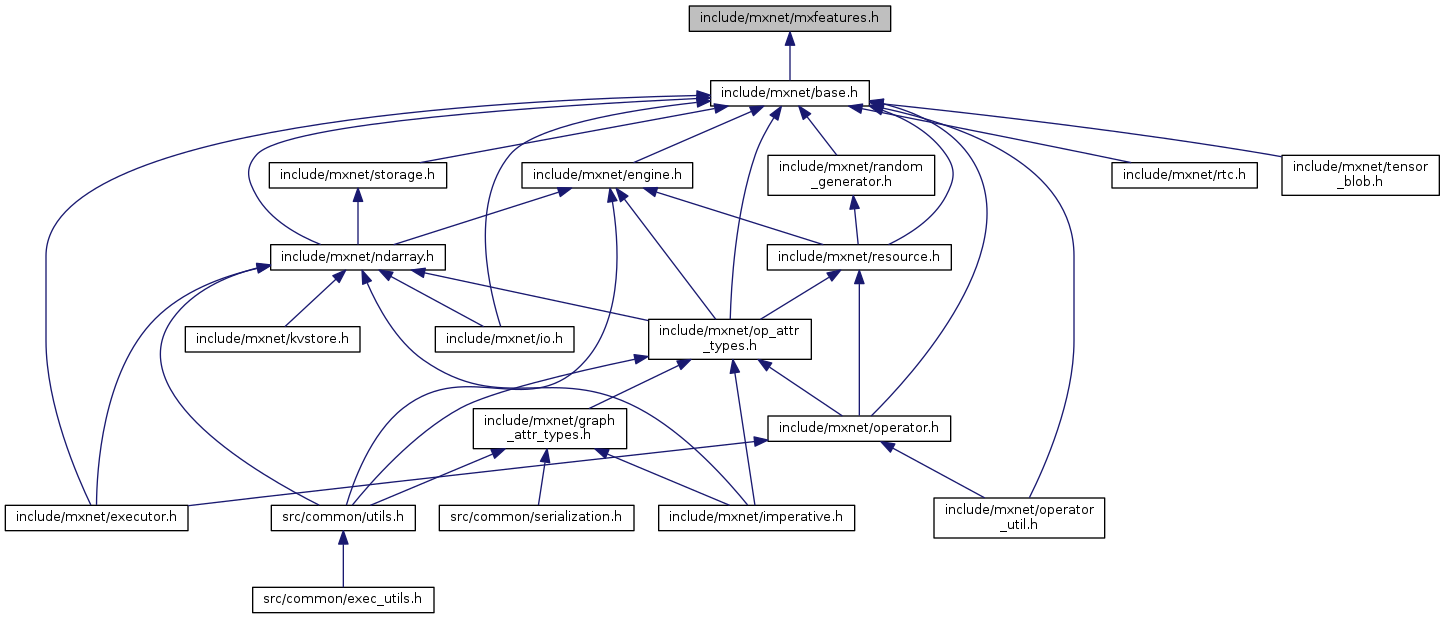 include/mxnet/mxfeatures.h
include/mxnet/base.h
include/mxnet/storage.h
include/mxnet/engine.h
include/mxnet/random
_generator.h
include/mxnet/rtc.h
include/mxnet/tensor
_blob.h
include/mxnet/ndarray.h
include/mxnet/resource.h
include/mxnet/kvstore.h
include/mxnet/io.h
include/mxnet/op_attr
_types.h
include/mxnet/graph
_attr_types.h
include/mxnet/operator.h
include/mxnet/executor.h
src/common/utils.h
src/common/serialization.h
include/mxnet/imperative.h
include/mxnet/operator
_util.h
src/common/exec_utils.h